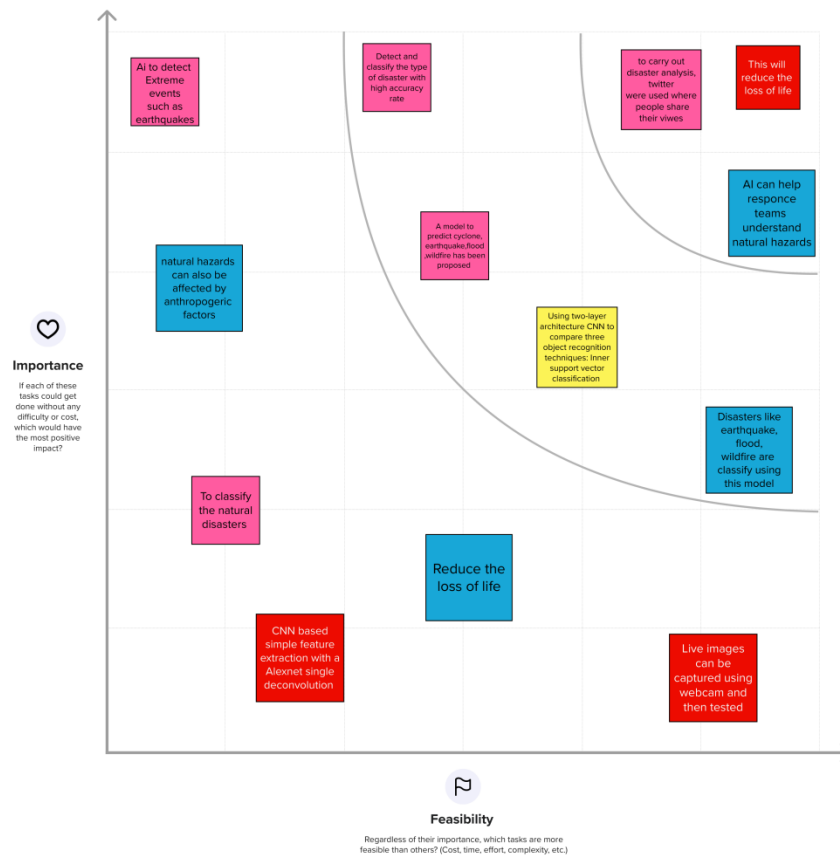 Ai to detect
Extreme
events
such as
earthquakes
Detect and
classify the type
of disaster with
high accuracy
rate
to carry out
disaster analysis,
twitter
were used where
people share
their viwes
This will
reduce the
loss of life
AI can help
responce
teams
understand
natural hazards
A model to
predict cyclone,
earthquake,flood
,wildfire has been
proposed
natural hazards
can also be
affected by
anthropogeric
factors
Using two-layer
architecture CNN to
compare three
object recognition
techniques: Inner
support vector
classification
Importance
If each of these
tasks could get
done without any
difficulty or cost,
which would have
the most positive
impact?
Disasters like
earthquake,
flood,
wildfire are
classify using
this model
To classify
the natural
disasters
Reduce the
loss of life
CNN based
simple feature
extraction with a
Alexnet single
deconvolution
Live images
can be
captured using
webcam and
then tested
Feasibility
Regardless of their importance, which tasks are more
feasible than others? (Cost, time, effort, complexity, etc.)